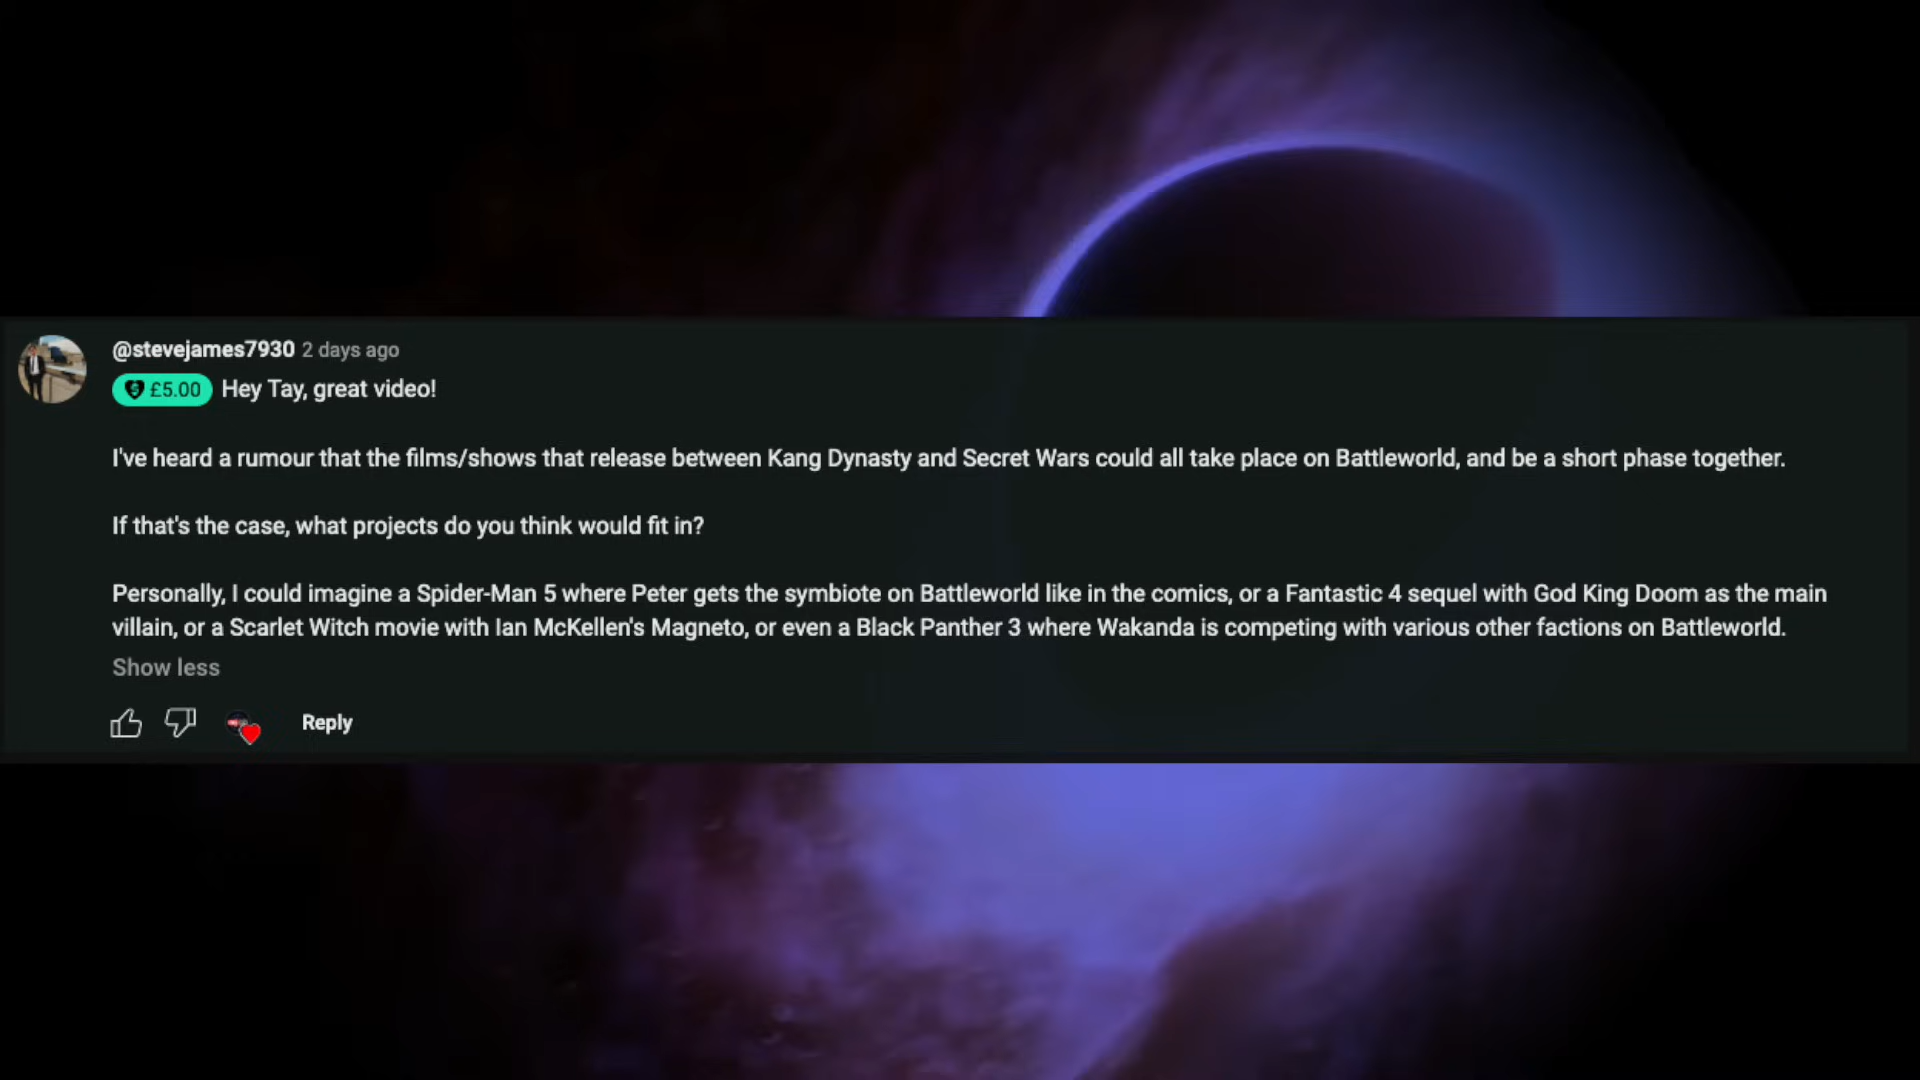 @stevejames7930 2 days ago
£5.00 Hey Tay, great video!
I've heard a rumour that the films/shows that release between Kang Dynasty and Secret Wars could all take place on Battleworld, and be a short phase together.
If that's the case, what projects do you think would fit in?
Personally, I could imagine a Spider-Man 5 where Peter gets the symbiote on Battleworld like in the comics, or a Fantastic 4 sequel with God King Doom as the main
villain, or a Scarlet Witch movie with Ian McKellen's Magneto, or even a Black Panther 3 where Wakanda is competing with various other factions on Battleworld.
Show less
Reply